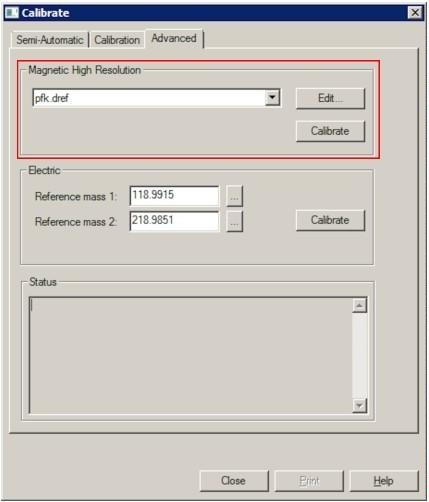 Calibrate
Semi-Automatic Calibration Advanced
Magnetic High Resolution
pfk.dref Edit...
Calibrate
Electric
Reference mass 1: 118.9915 ...
Reference mass 2: 218.9851 ... Calibrate
Status
Close Print Help